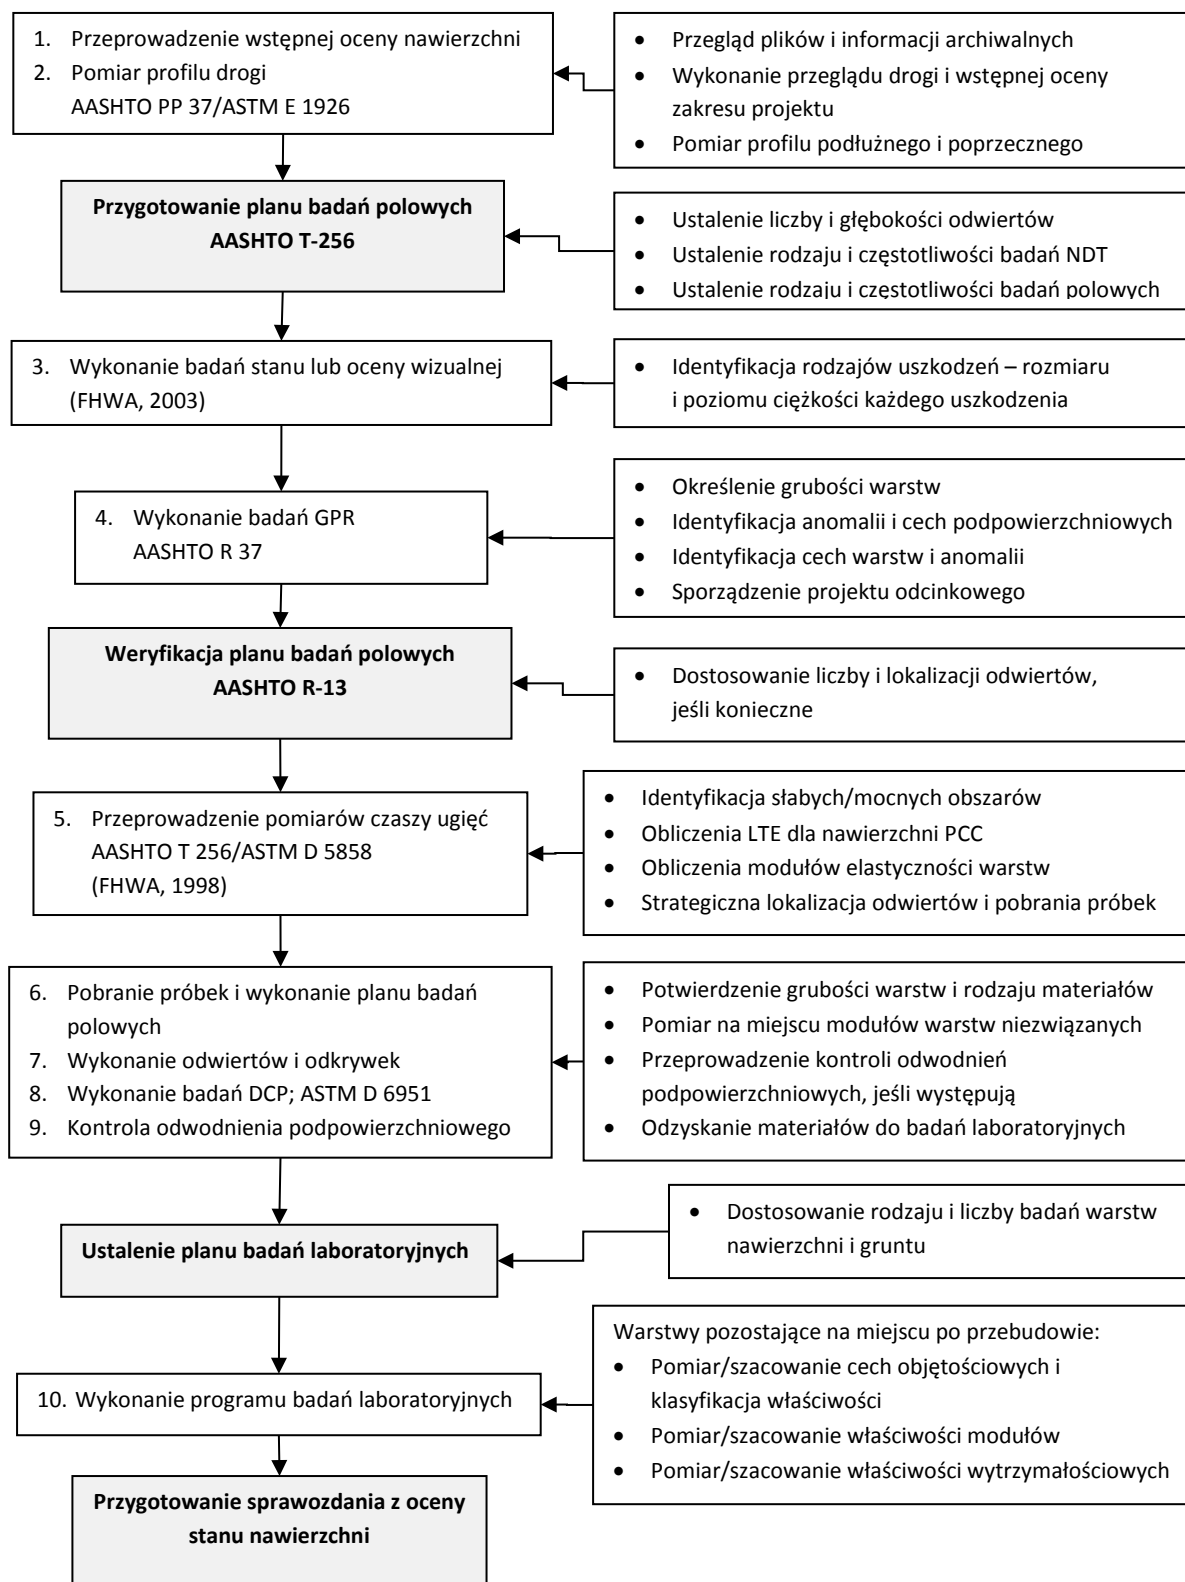 1. Przeprowadzenie wstępnej oceny nawierzchni
2. Pomiar profilu drogi
AASHTO PP 37/ASTM E 1926
• Przegląd plików i informacji archiwalnych
• Wykonanie przeglądu drogi i wstępnej oceny
zakresu projektu
• Pomiar profilu podłużnego i poprzecznego
Przygotowanie planu badań polowych
AASHTO T-256
• Ustalenie liczby i głębokości odwiertów
• Ustalenie rodzaju i częstotliwości badań NDT
• Ustalenie rodzaju i częstotliwości badań polowych
3. Wykonanie badań stanu lub oceny wizualnej
(FHWA, 2003)
• Identyfikacja rodzajów uszkodzeń – rozmiaru
i poziomu ciężkości każdego uszkodzenia
4. Wykonanie badań GPR
AASHTO R 37
• Określenie grubości warstw
• Identyfikacja anomalii i cech podpowierzchniowych
• Identyfikacja cech warstw i anomalii
• Sporządzenie projektu odcinkowego
Weryfikacja planu badań polowych
AASHTO R-13
• Dostosowanie liczby i lokalizacji odwiertów,
jeśli konieczne
5. Przeprowadzenie pomiarów czaszy ugięć
AASHTO T 256/ASTM D 5858
(FHWA, 1998)
• Identyfikacja słabych/mocnych obszarów
• Obliczenia LTE dla nawierzchni PCC
• Obliczenia modułów elastyczności warstw
• Strategiczna lokalizacja odwiertów i pobrania próbek
6. Pobranie próbek i wykonanie planu badań
polowych
7. Wykonanie odwiertów i odkrywek
8. Wykonanie badań DCP; ASTM D 6951
9. Kontrola odwodnienia podpowierzchniowego
• Potwierdzenie grubości warstw i rodzaju materiałów
• Pomiar na miejscu modułów warstw niezwiązanych
• Przeprowadzenie kontroli odwodnień
podpowierzchniowych, jeśli występują
• Odzyskanie materiałów do badań laboratoryjnych
Ustalenie planu badań laboratoryjnych
• Dostosowanie rodzaju i liczby badań warstw
nawierzchni i gruntu
10. Wykonanie programu badań laboratoryjnych
Warstwy pozostające na miejscu po przebudowie:
• Pomiar/szacowanie cech objętościowych i
klasyfikacja właściwości
• Pomiar/szacowanie właściwości modułów
• Pomiar/szacowanie właściwości wytrzymałościowych
Przygotowanie sprawozdania z oceny
stanu nawierzchni